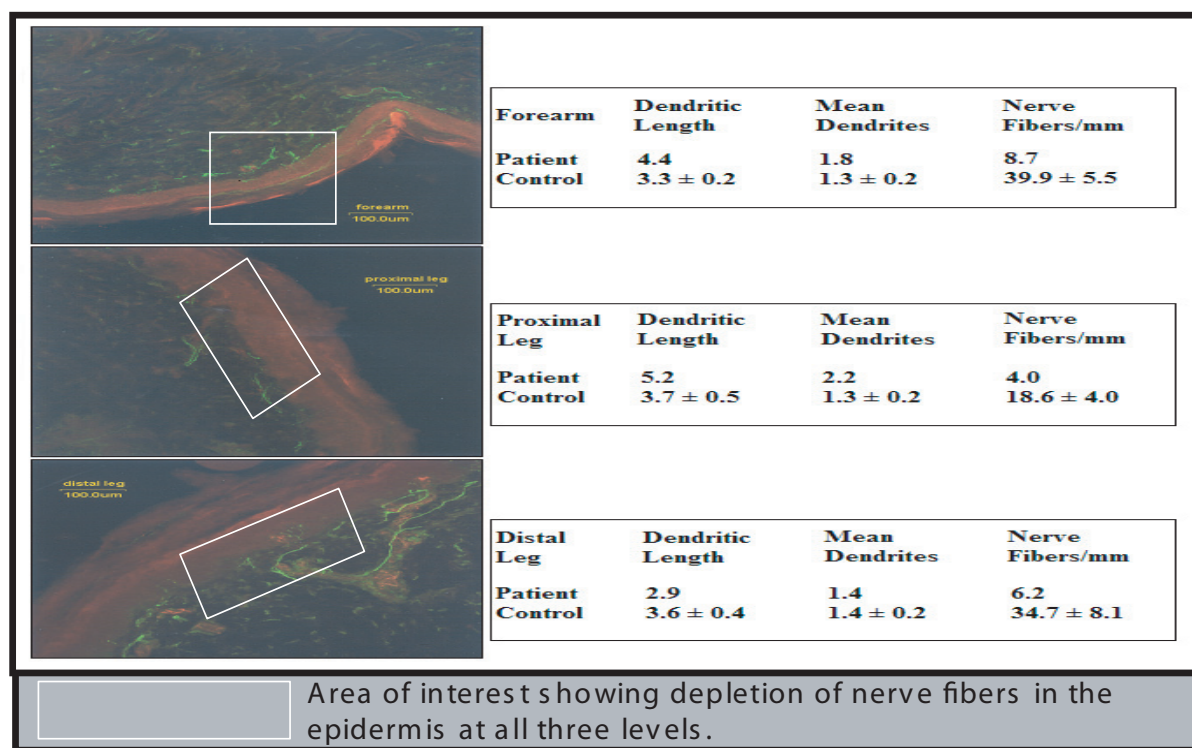 forearm
100.0um
Forearm Dendritic Length Mean Dendrites Nerve Fibers/mm
Patient 4.4 1.8 8.7
Control 3.3 ± 0.2 1.3 ± 0.2 39.9 ± 5.5
proximal leg
100.0um
Proximal Leg Dendritic Length Mean Dendrites Nerve Fibers/mm
Patient 5.2 2.2 4.0
Control 3.7 ± 0.5 1.3 ± 0.2 18.6 ± 4.0
distal leg
100.0um
Distal Leg Dendritic Length Mean Dendrites Nerve Fibers/mm
Patient 2.9 1.4 6.2
Control 3.6 ± 0.4 1.4 ± 0.2 34.7 ± 8.1
Area of interest showing depletion of nerve fibers in the
epidermis at all three levels.